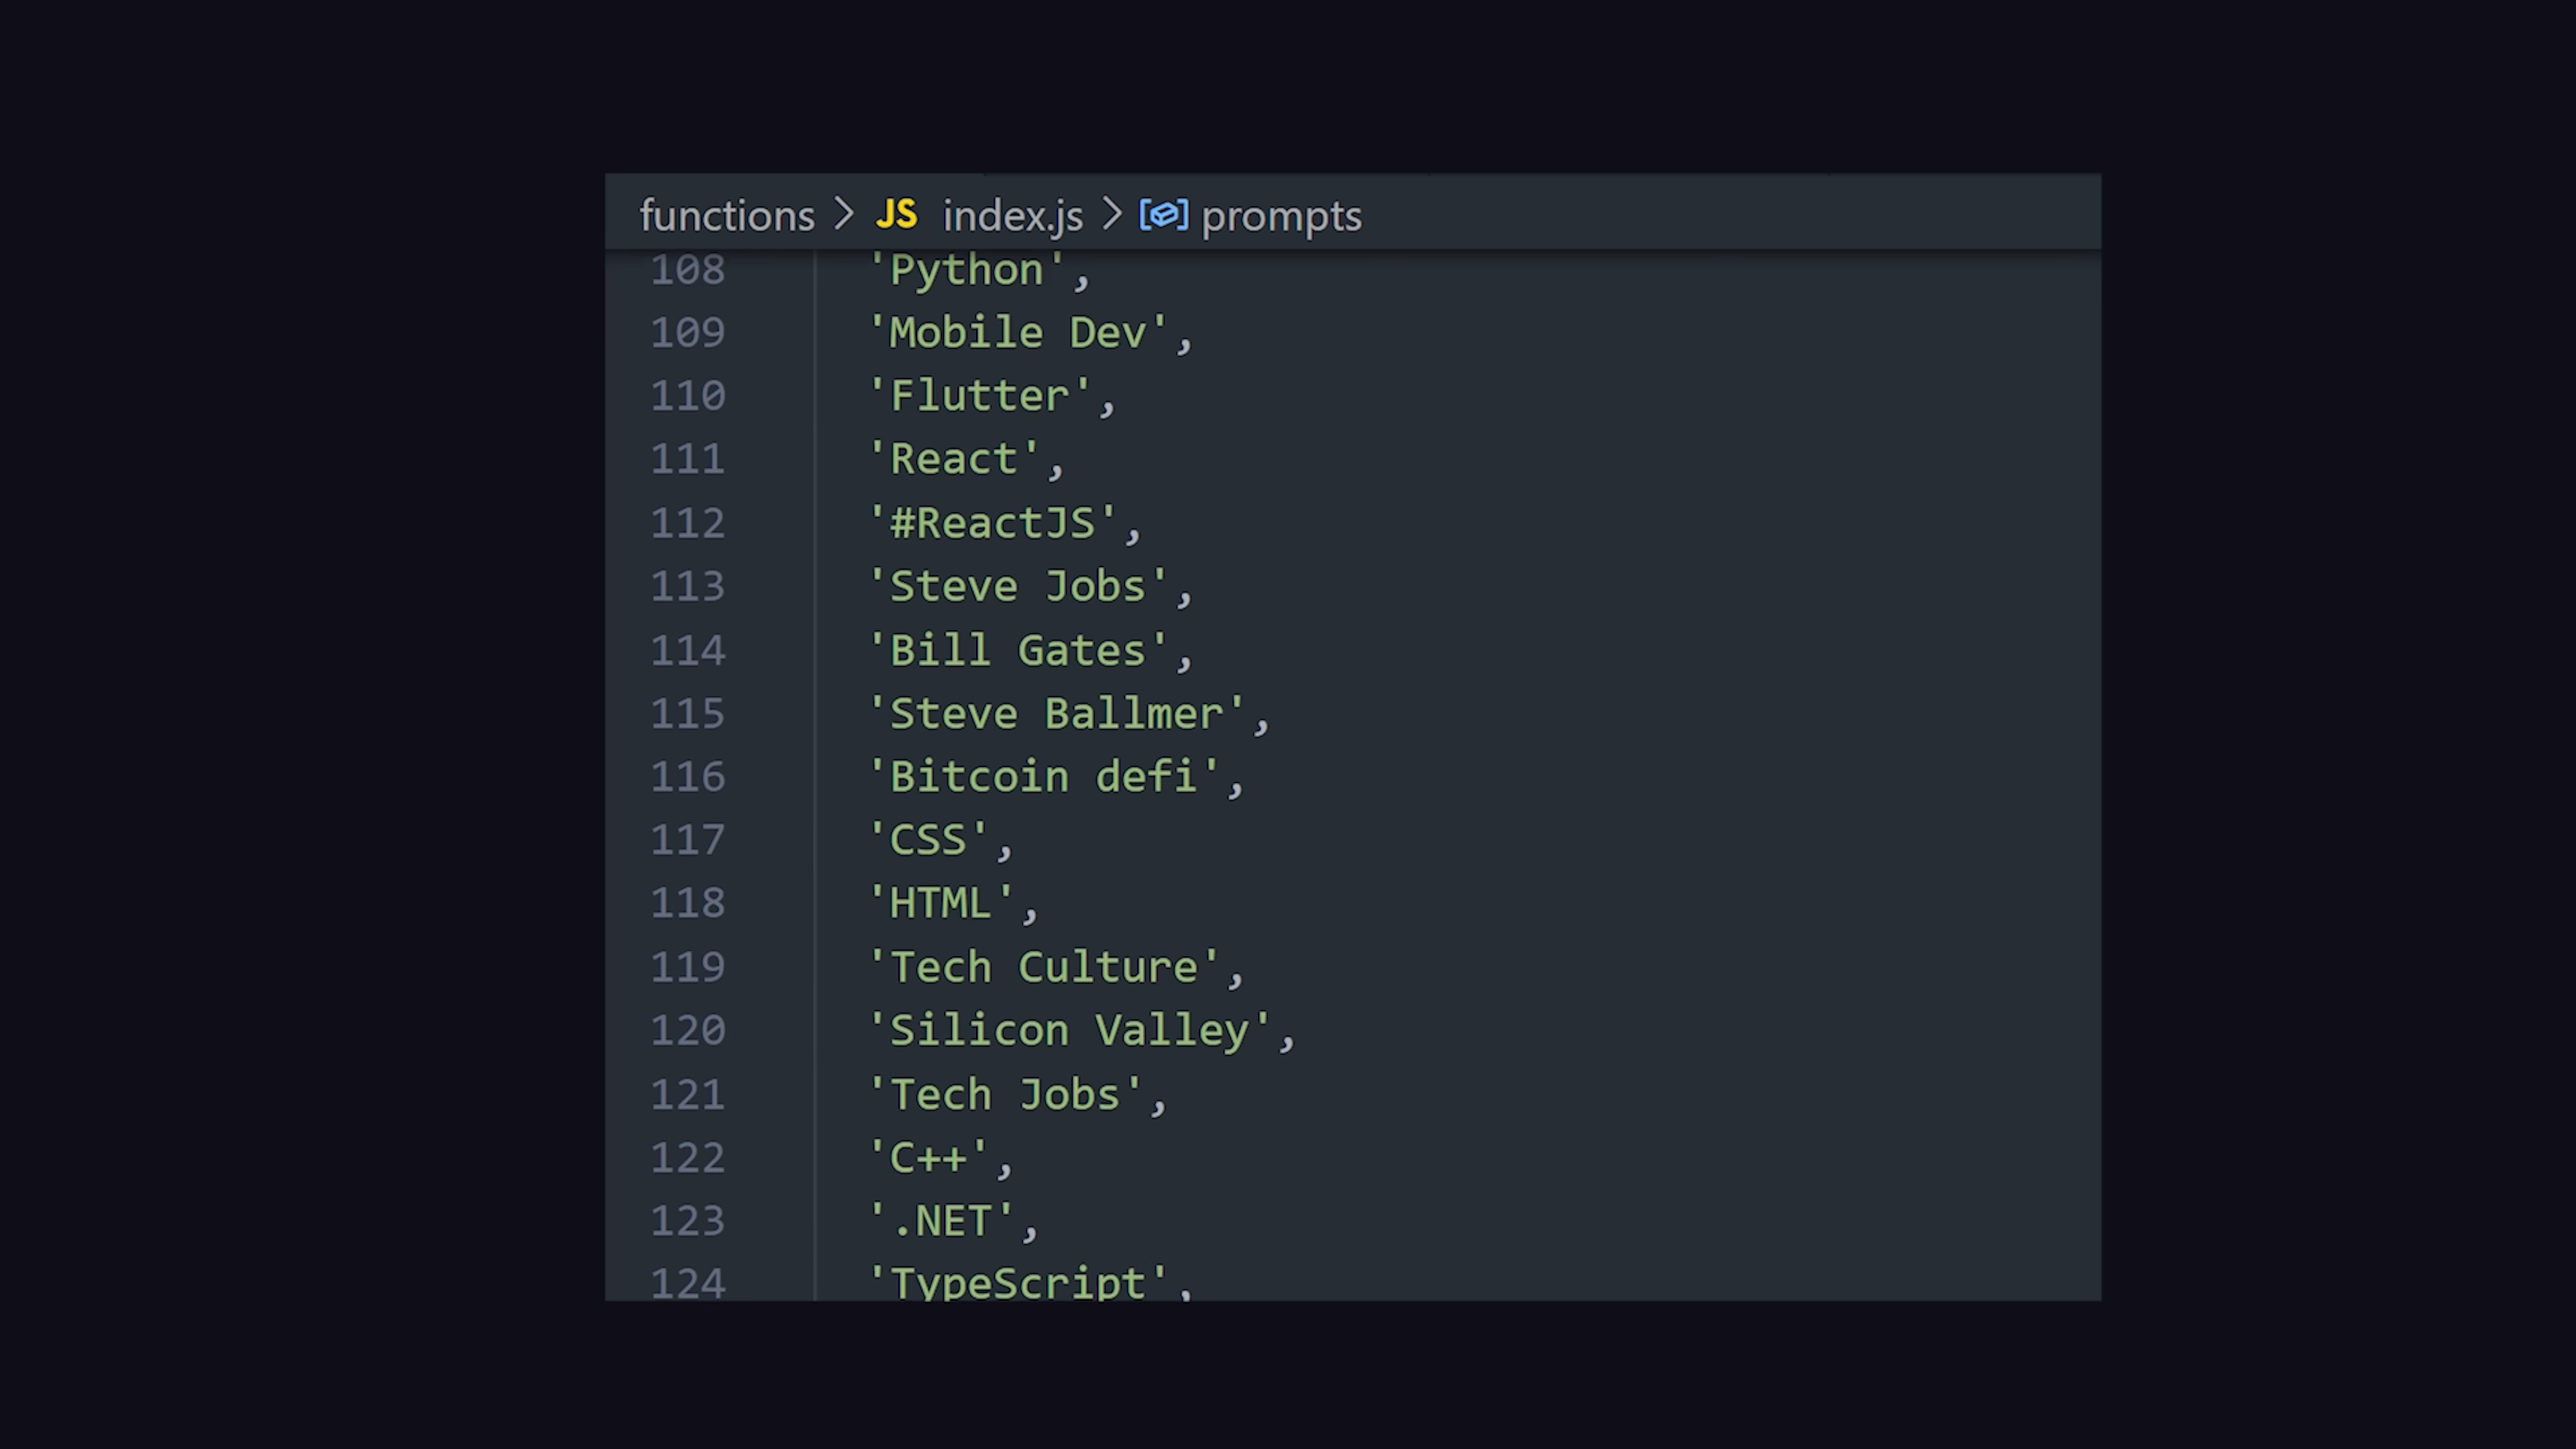 functions > JS index.js > prompts
108 'Python',
109 'Mobile Dev',
110 'Flutter',
111 'React',
112 '#ReactJS',
113 'Steve Jobs',
114 'Bill Gates',
115 'Steve Ballmer',
116 'Bitcoin defi',
117 'CSS',
118 'HTML',
119 'Tech Culture',
120 'Silicon Valley',
121 'Tech Jobs',
122 'C++',
123 '.NET',
124 'TypeScript',